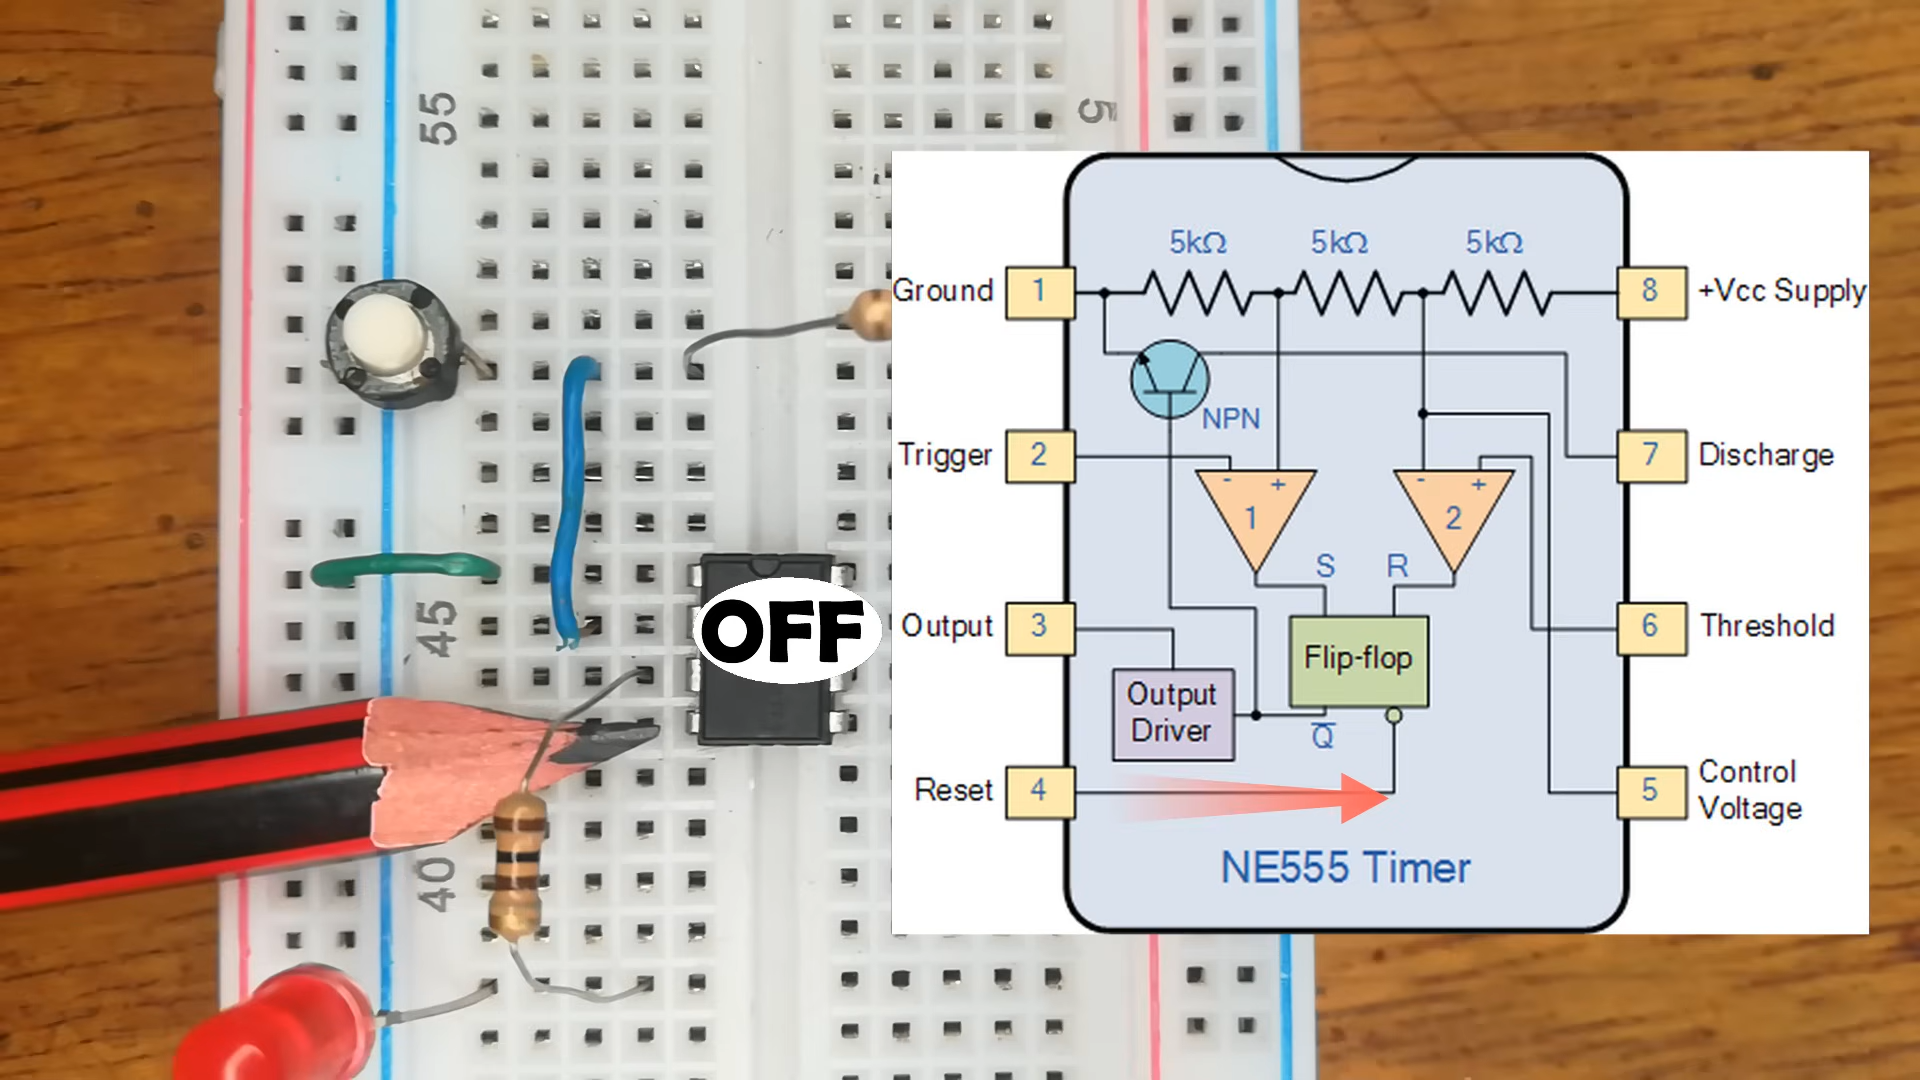 55
5
45
40
OFF
5kΩ 5kΩ 5kΩ
Ground 1
8 +Vcc Supply
NPN
Trigger 2
7 Discharge
- +
- +
1
2
S R
Output 3
6 Threshold
Flip-flop
Output
Driver
Q̅
Reset 4
5 Control
Voltage
NE555 Timer